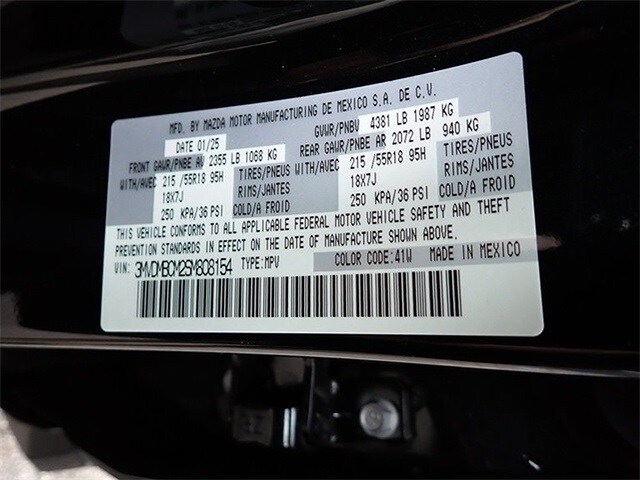 MFD. BY MAZDA MOTOR MANUFACTURING DE MEXICO S.A. DE C.V.
DATE 01/25 GVWR/PNBV 4381 LB 1987 KG
FRONT GAWR/PNBE AV 2355 LB 1068 KG REAR GAWR/PNBE AR 2072 LB 940 KG
WITH/AVEC 215 /55R18 95H TIRES/PNEUS WITH/AVEC 215 /55R18 95H TIRES/PNEUS
18X7J RIMS/JANTES 18X7J RIMS/JANTES
250 KPA/36 PSI COLD/A FROID 250 KPA/36 PSI COLD/A FROID
THIS VEHICLE CONFORMS TO ALL APPLICABLE FEDERAL MOTOR VEHICLE SAFETY AND THEFT
PREVENTION STANDARDS IN EFFECT ON THE DATE OF MANUFACTURE SHOWN ABOVE.
VIN: 3MVDMBCM2SM808154 TYPE:MPV COLOR CODE:41W MADE IN MEXICO